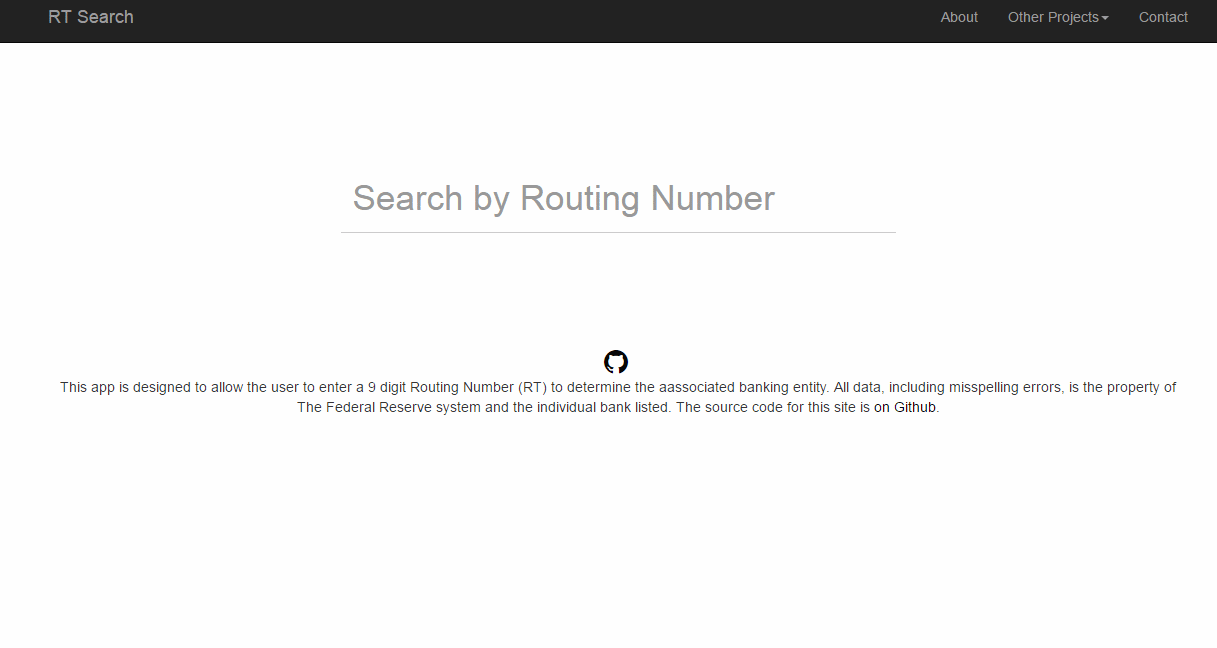 RT Search
About
Other Projects
Contact
Search by Routing Number
This app is designed to allow the user to enter a 9 digit Routing Number (RT) to determine the aassociated banking entity. All data, including misspelling errors, is the property of
The Federal Reserve system and the individual bank listed. The source code for this site is on Github.